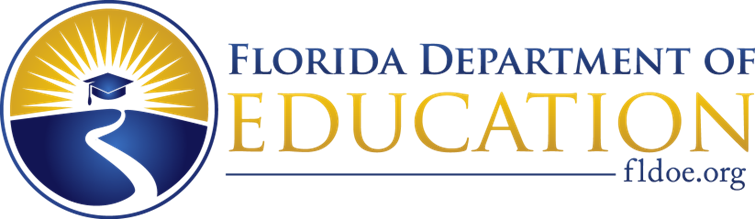 FLORIDA DEPARTMENT OF
EDUCATION
fldoe.org